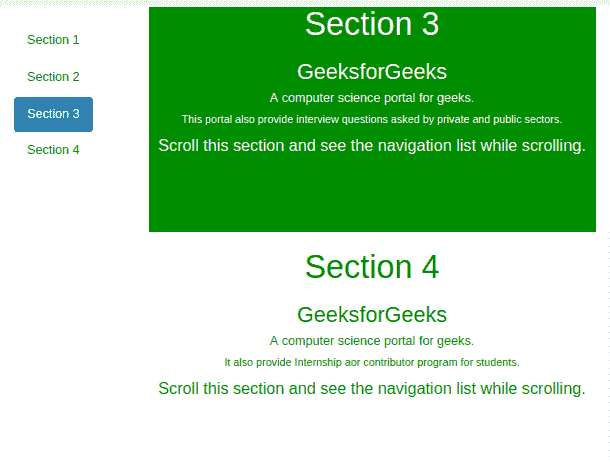 Section 1
Section 2
Section 3
Section 4
Section 3
GeeksforGeeks
A computer science portal for geeks.
This portal also provide interview questions asked by private and public sectors.
Scroll this section and see the navigation list while scrolling.
Section 4
GeeksforGeeks
A computer science portal for geeks.
It also provide Internship aor contributor program for students.
Scroll this section and see the navigation list while scrolling.